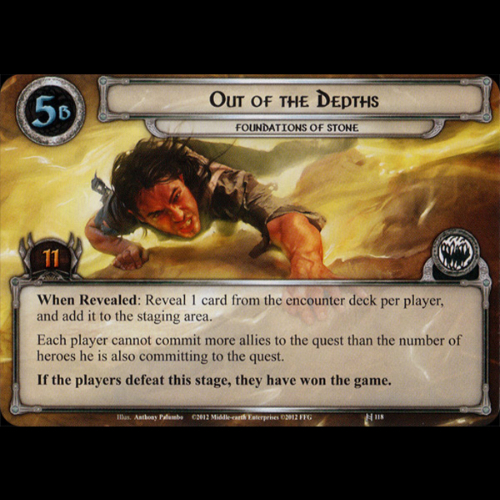 5B
OUT OF THE DEPTHS
FOUNDATIONS OF STONE
11
When Revealed: Reveal 1 card from the encounter deck per player,
and add it to the staging area.
Each player cannot commit more allies to the quest than the number of
heroes he is also committing to the quest.
If the players defeat this stage, they have won the game.
Illus. Anthony Palumbo ©2012 Middle-earth Enterprises ©2012 FFG 118